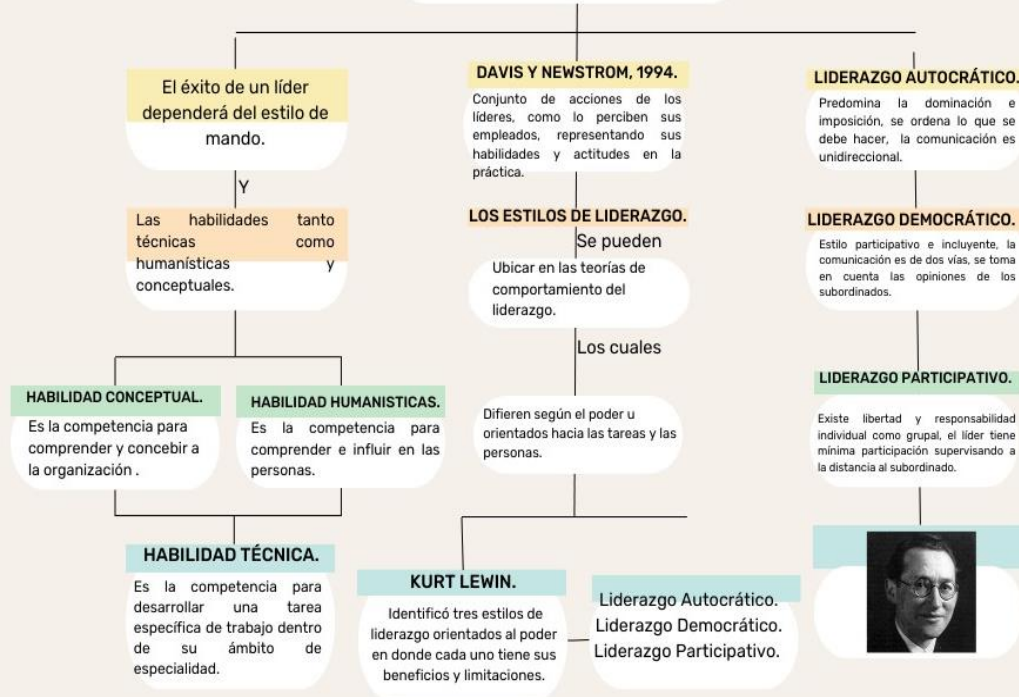 El éxito de un líder
dependerá del estilo de
mando.
Y
Las habilidades tanto
técnicas como
humanísticas y
conceptuales.
HABILIDAD CONCEPTUAL.
Es la competencia para
comprender y concebir a
la organización .
HABILIDAD HUMANISTICAS.
Es la competencia para
comprender e influir en las
personas.
HABILIDAD TÉCNICA.
Es la competencia para
desarrollar una tarea
específica de trabajo dentro
de su ámbito de
especialidad.
DAVIS Y NEWSTROM, 1994.
Conjunto de acciones de los
líderes, como lo perciben sus
empleados, representando sus
habilidades y actitudes en la
práctica.
LOS ESTILOS DE LIDERAZGO.
Se pueden
Ubicar en las teorías de
comportamiento del
liderazgo.
Los cuales
Difieren según el poder u
orientados hacia las tareas y las
personas.
KURT LEWIN.
Identificó tres estilos de
liderazgo orientados al poder
en donde cada uno tiene sus
beneficios y limitaciones.
Liderazgo Autocrático.
Liderazgo Democrático.
Liderazgo Participativo.
LIDERAZGO AUTOCRÁTICO.
Predomina la dominación e
imposición, se ordena lo que se
debe hacer, la comunicación es
unidireccional.
LIDERAZGO DEMOCRÁTICO.
Estilo participativo e incluyente, la
comunicación es de dos vías, se toma
en cuenta las opiniones de los
subordinados.
LIDERAZGO PARTICIPATIVO.
Existe libertad y responsabilidad
individual como grupal, el líder tiene
mínima participación supervisando a
la distancia al subordinado.